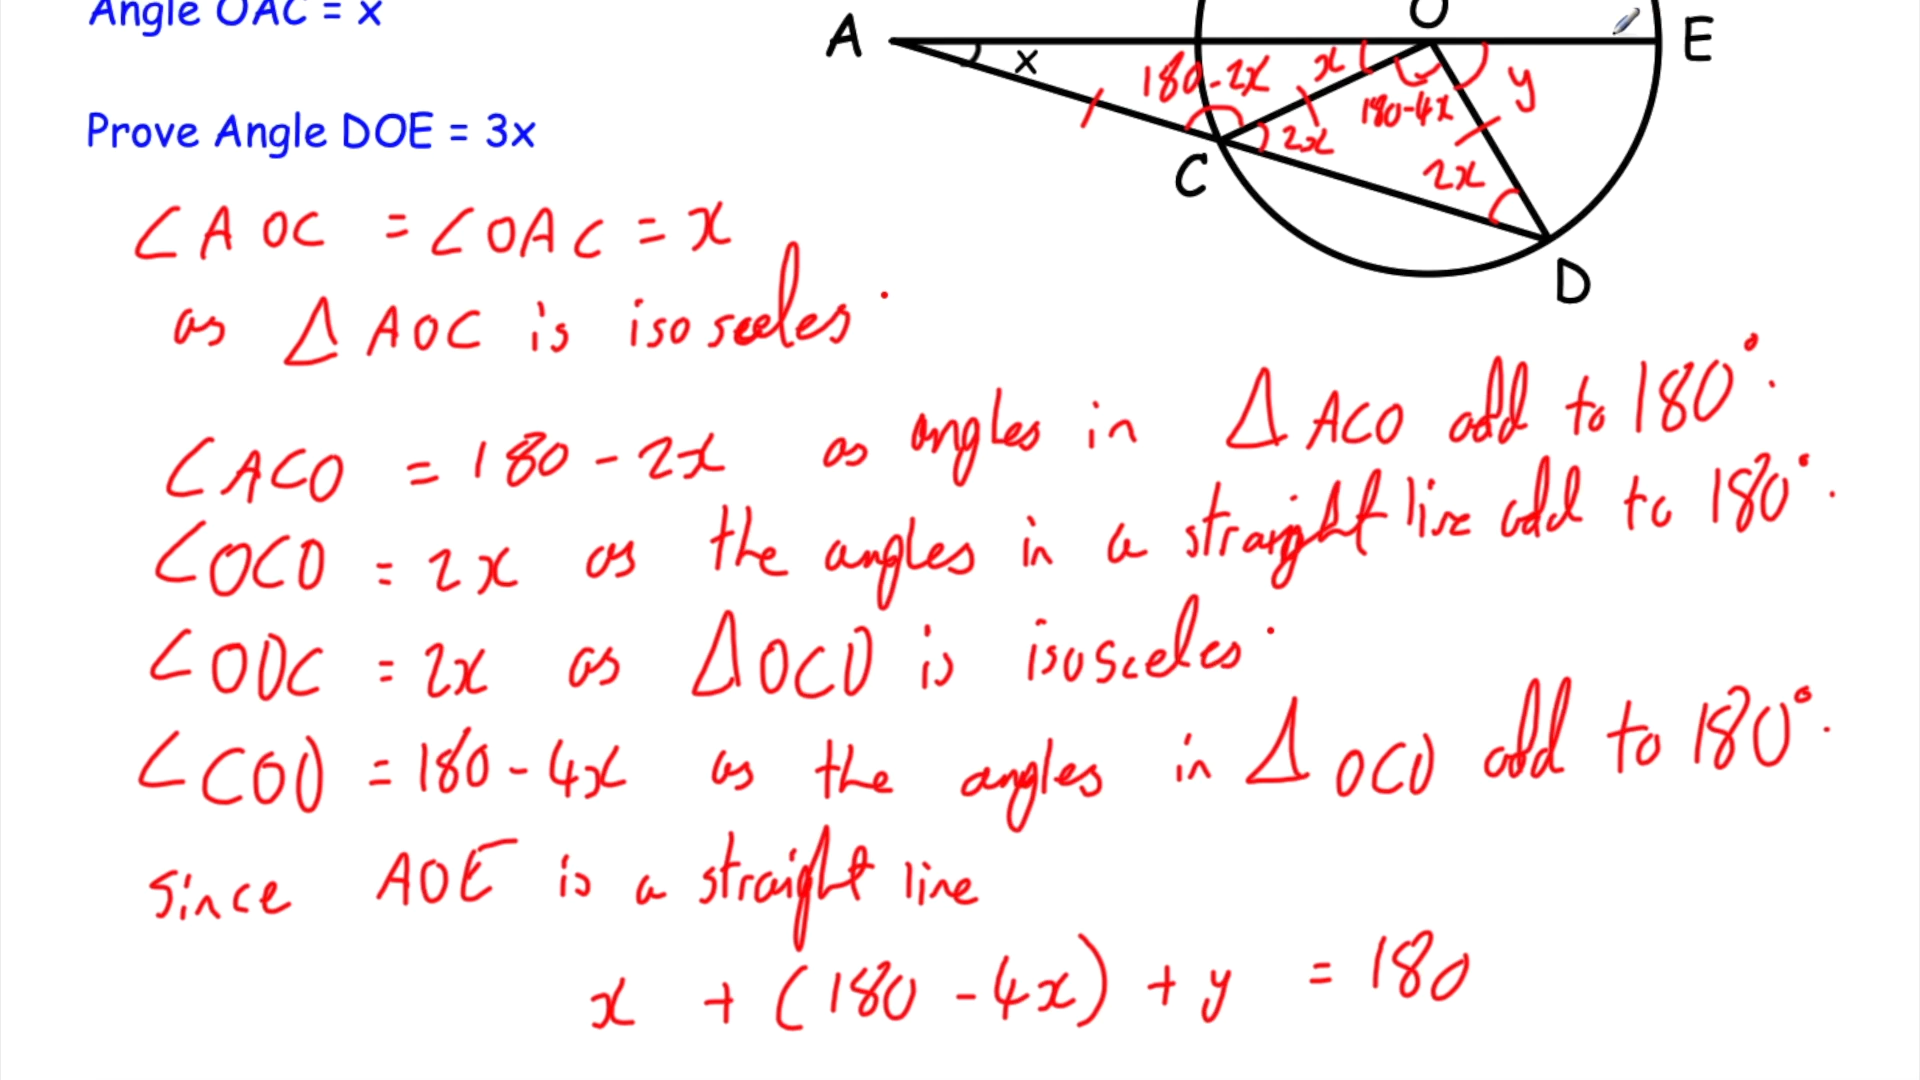 Angle OAC = x
Prove Angle DOE = 3x
A
x
180-2x
x
O
E
180-4x
y
2x
2x
C
D
∠AOC = ∠OAC = x
as △AOC is isosceles.
∠ACO = 180 - 2x as angles in △ACO add to 180°.
∠OCD = 2x as the angles in a straight line add to 180°.
∠ODC = 2x as △OCD is isosceles.
∠COD = 180 - 4x as the angles in △OCD add to 180°.
Since AOE is a straight line
x + (180 - 4x) + y = 180